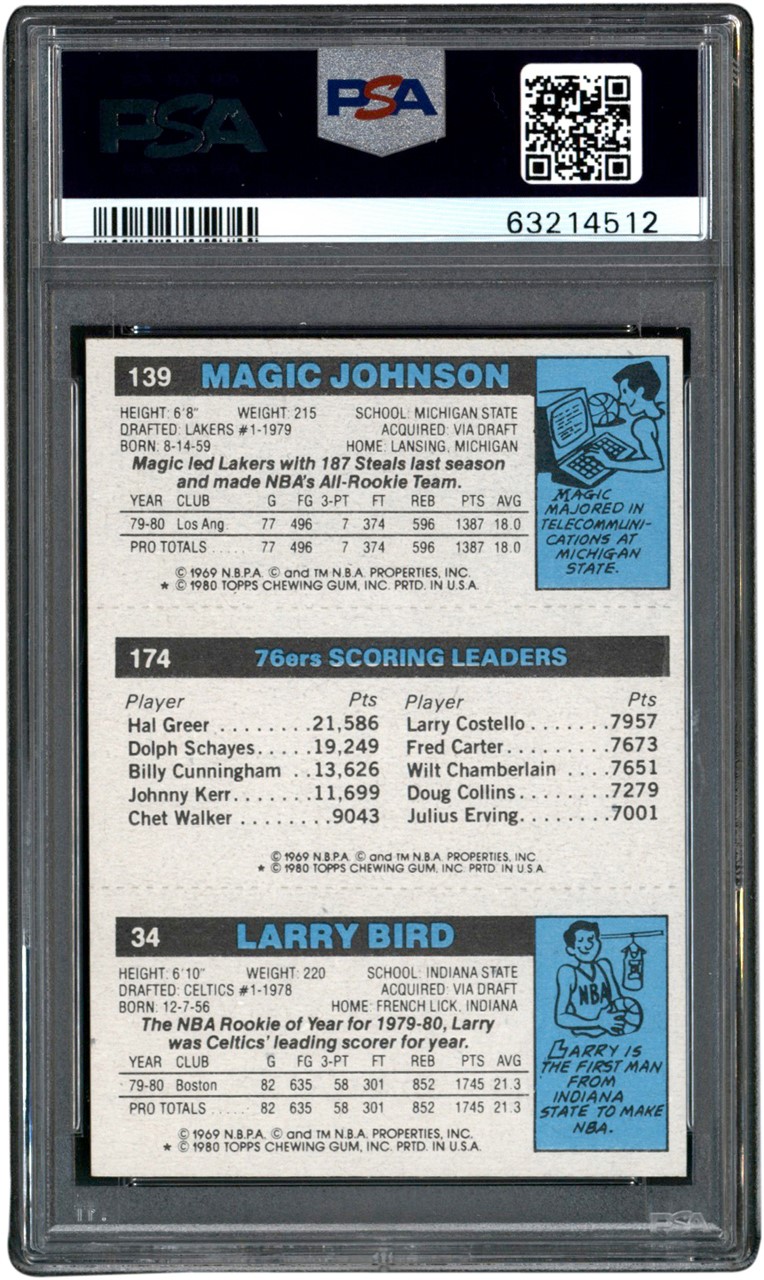 PSA
PSA
63214512
139 MAGIC JOHNSON
HEIGHT: 6'8" WEIGHT: 215 SCHOOL: MICHIGAN STATE
DRAFTED: LAKERS #1-1979 ACQUIRED: VIA DRAFT
BORN: 8-14-59 HOME: LANSING, MICHIGAN
Magic led Lakers with 187 Steals last season
and made NBA's All-Rookie Team.
YEAR CLUB G FG 3-PT FT REB PTS AVG
79-80 Los Ang. 77 496 7 374 596 1387 18.0
PRO TOTALS ..... 77 496 7 374 596 1387 18.0
© 1969 N.B.P.A. © and TM N.B.A. PROPERTIES, INC.
★ © 1980 TOPPS CHEWING GUM, INC. PRTD. IN U.S.A.
MAGIC
MAJORED IN
TELECOMMUNI-
CATIONS AT
MICHIGAN
STATE.
174 76ers SCORING LEADERS
Player Pts Player Pts
Hal Greer ........21,586 Larry Costello.......7957
Dolph Schayes.....19,249 Fred Carter.........7673
Billy Cunningham ..13,626 Wilt Chamberlain ....7651
Johnny Kerr.......11,699 Doug Collins........7279
Chet Walker ........9043 Julius Erving........7001
© 1969 N.B.P.A. © and TM N.B.A. PROPERTIES, INC
★ © 1980 TOPPS CHEWING GUM, INC. PRTD. IN U.S.A.
34 LARRY BIRD
HEIGHT: 6'10" WEIGHT: 220 SCHOOL: INDIANA STATE
DRAFTED: CELTICS #1-1978 ACQUIRED: VIA DRAFT
BORN: 12-7-56 HOME: FRENCH LICK, INDIANA
The NBA Rookie of Year for 1979-80, Larry
was Celtics' leading scorer for year.
YEAR CLUB G FG 3-PT FT REB PTS AVG
79-80 Boston 82 635 58 301 852 1745 21.3
PRO TOTALS ..... 82 635 58 301 852 1745 21.3
© 1969 N.B.P.A. © and TM N.B.A. PROPERTIES, INC.
★ © 1980 TOPPS CHEWING GUM, INC. PRTD. IN U.S.A.
NBA
LARRY IS
THE FIRST MAN
FROM
INDIANA
STATE TO MAKE
NBA.
PSA